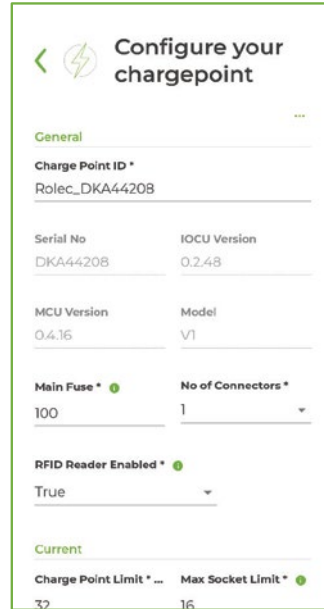 Configure your
chargepoint
...
General
Charge Point ID *
Rolec_DKA44208
Serial No IOCU Version
DKA44208 0.2.48
MCU Version Model
0.4.16 V1
Main Fuse * i No of Connectors *
100 1
RFID Reader Enabled * i
True
Current
Charge Point Limit * ... Max Socket Limit * i
32 16